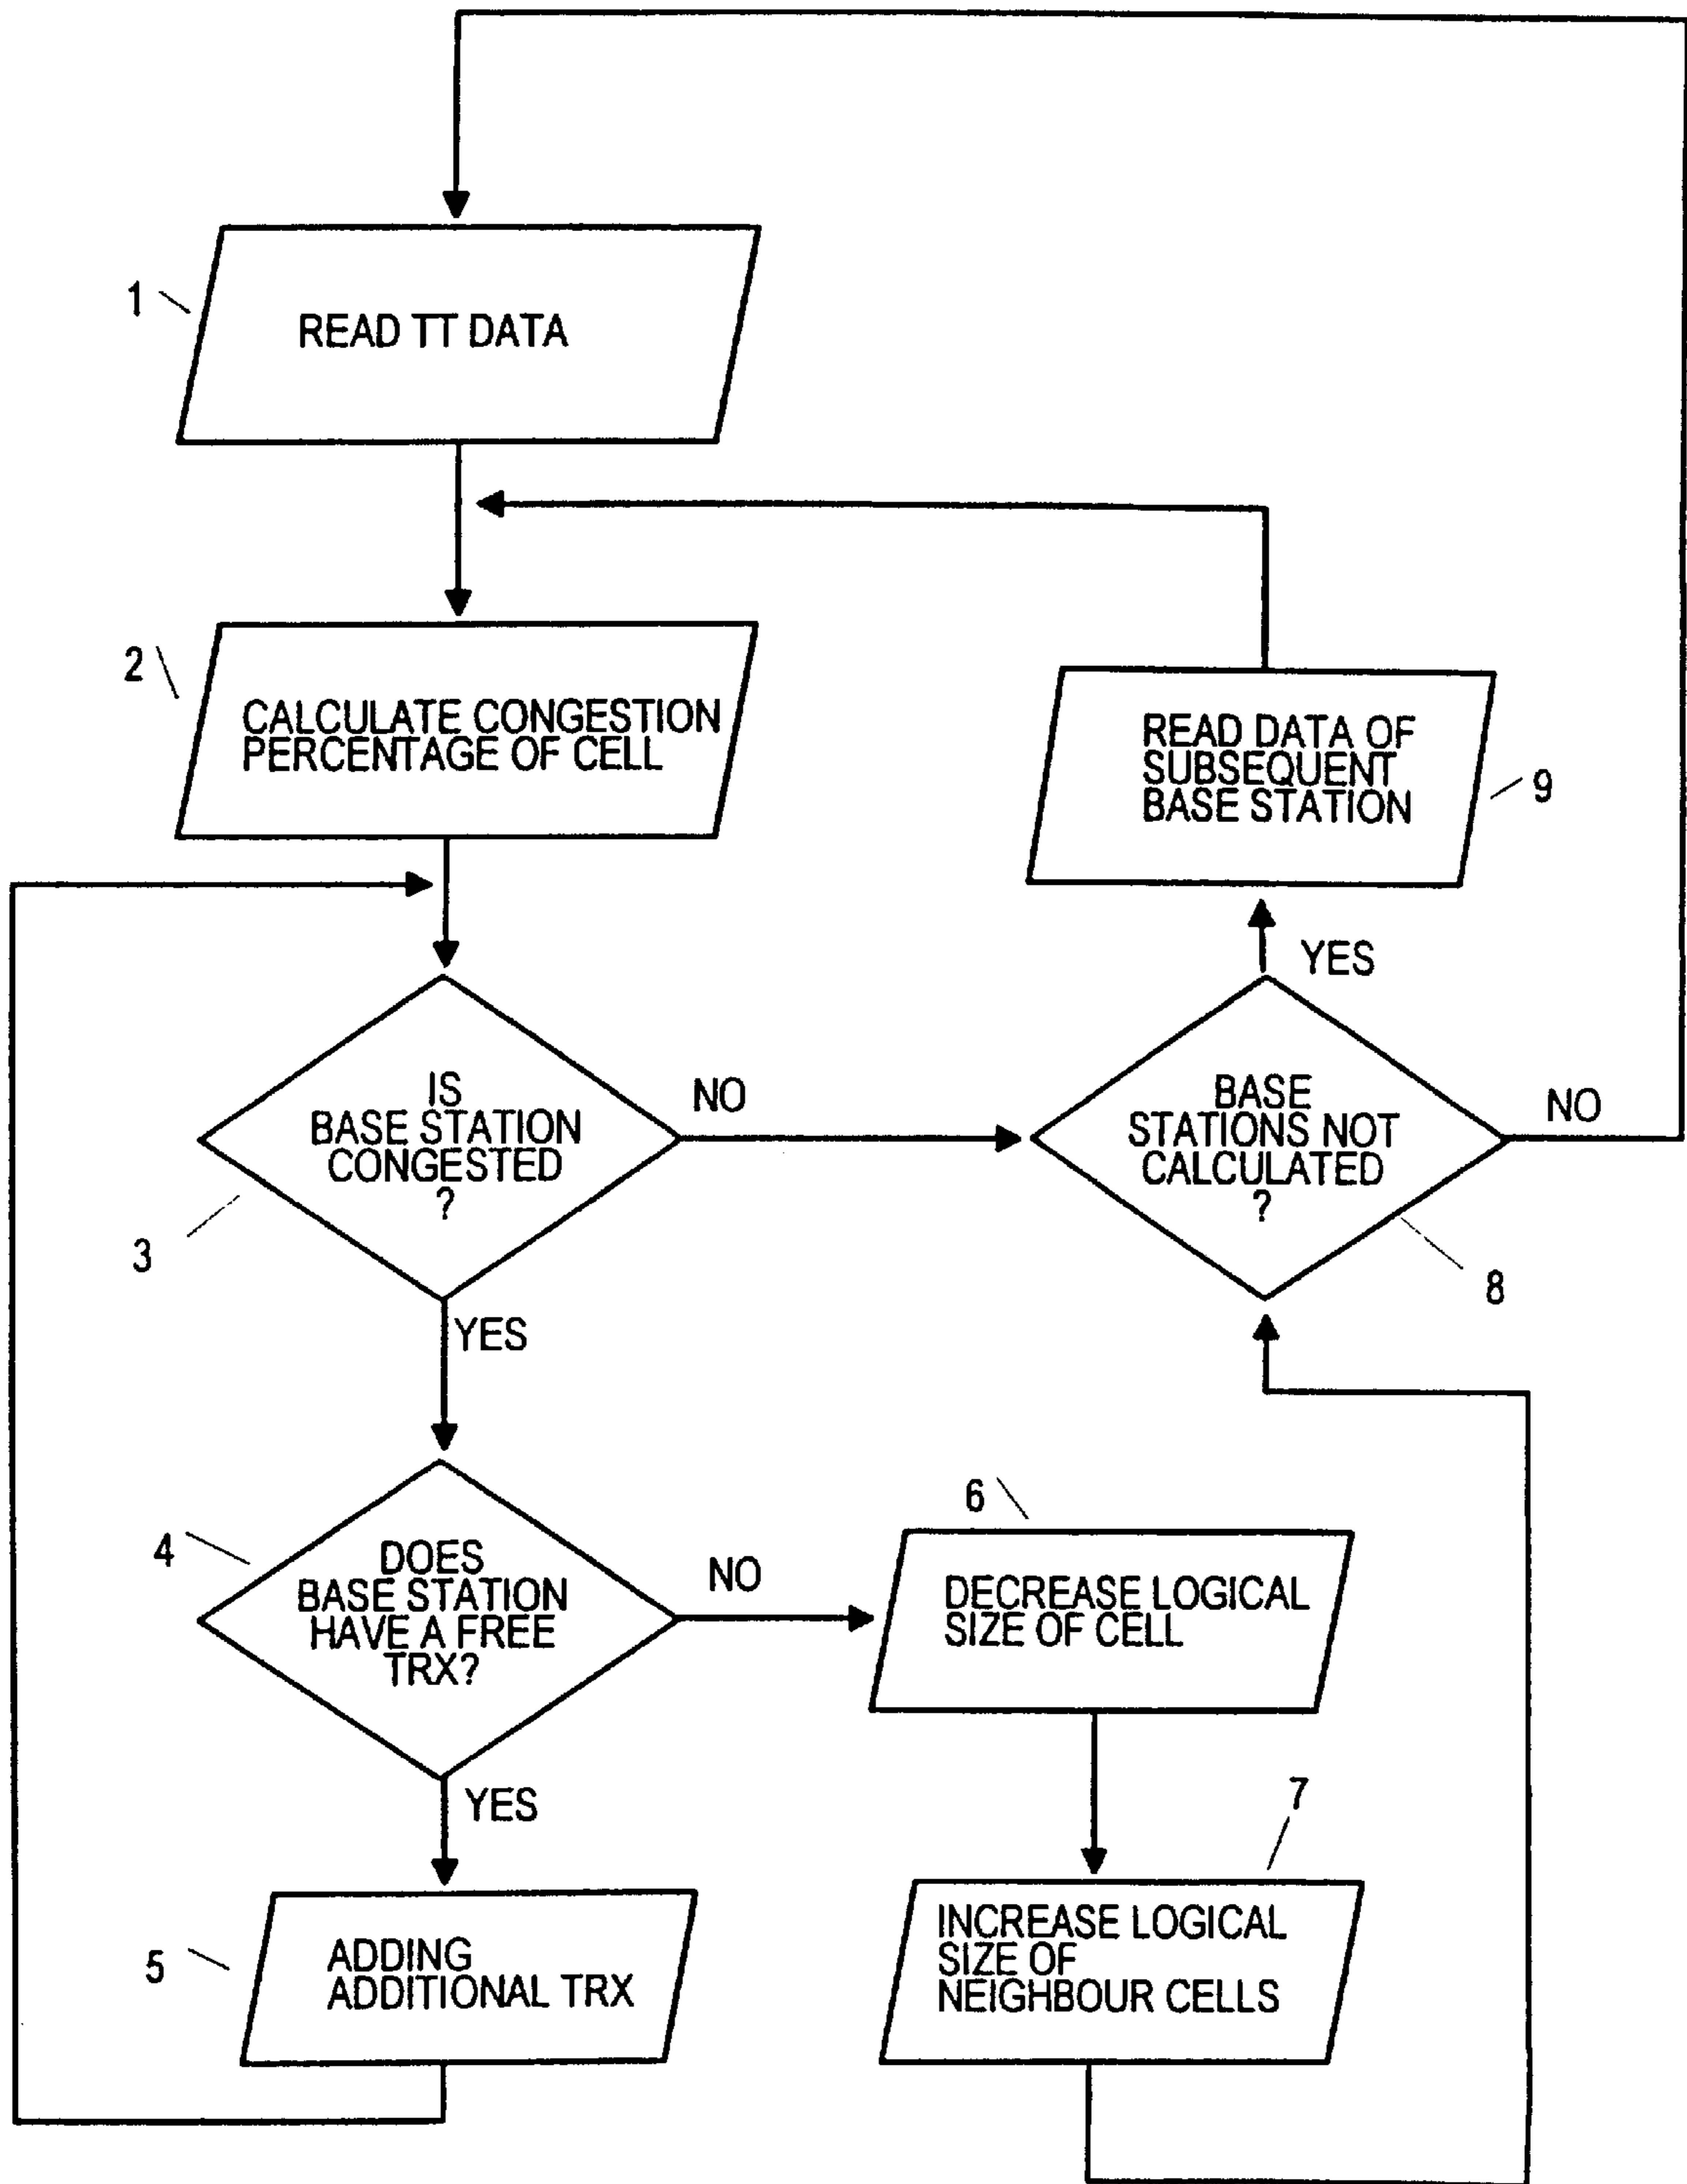 1
READ TT DATA
2
CALCULATE CONGESTION
PERCENTAGE OF CELL
READ DATA OF
SUBSEQUENT
BASE STATION
9
YES
IS
BASE STATION
CONGESTED
?
NO
3
BASE
STATIONS NOT
CALCULATED
?
NO
8
YES
4
DOES
BASE STATION
HAVE A FREE
TRX?
NO
6
DECREASE LOGICAL
SIZE OF CELL
YES
7
5
ADDING
ADDITIONAL TRX
INCREASE LOGICAL
SIZE OF
NEIGHBOUR CELLS